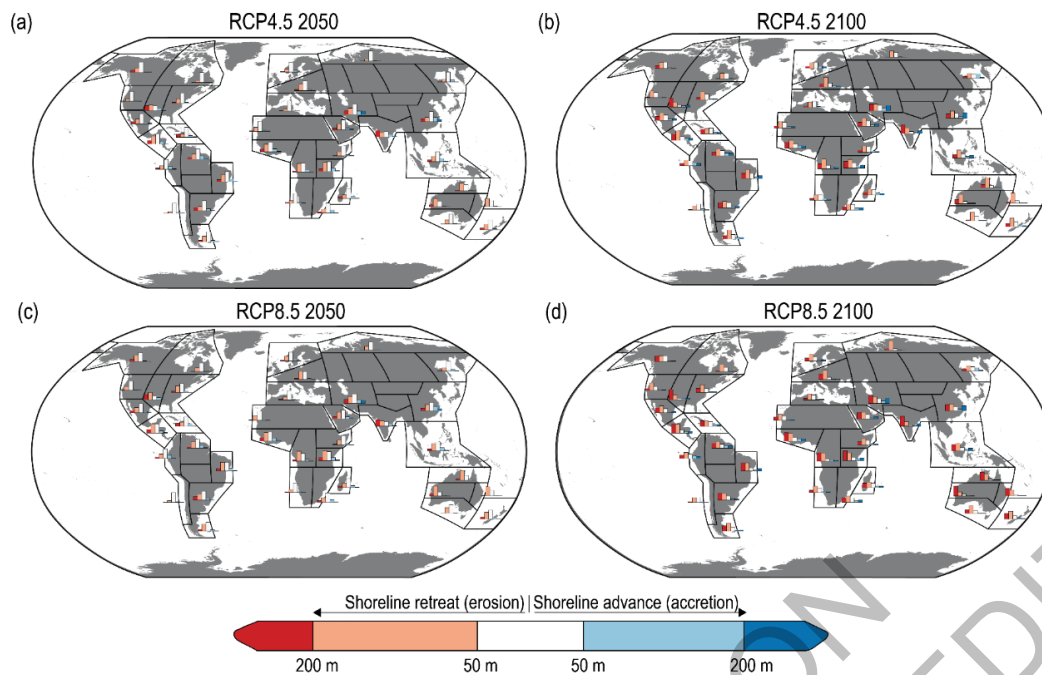 (a) RCP4.5 2050
(b) RCP4.5 2100
(c) RCP8.5 2050
(d) RCP8.5 2100
Shoreline retreat (erosion) | Shoreline advance (accretion)
200 m 50 m 50 m 200 m